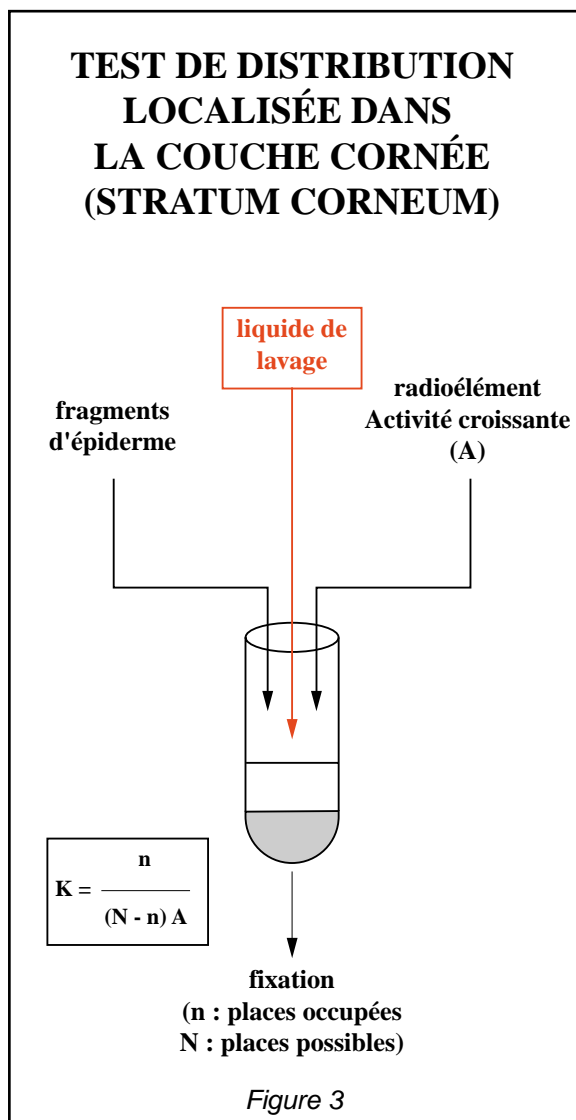 TEST DE DISTRIBUTION
LOCALISÉE DANS
LA COUCHE CORNÉE
(STRATUM CORNEUM)
liquide de
lavage
fragments
d'épiderme
radioélément
Activité croissante
(A)
K = n
(N - n) A
fixation
(n : places occupées
N : places possibles)
Figure 3